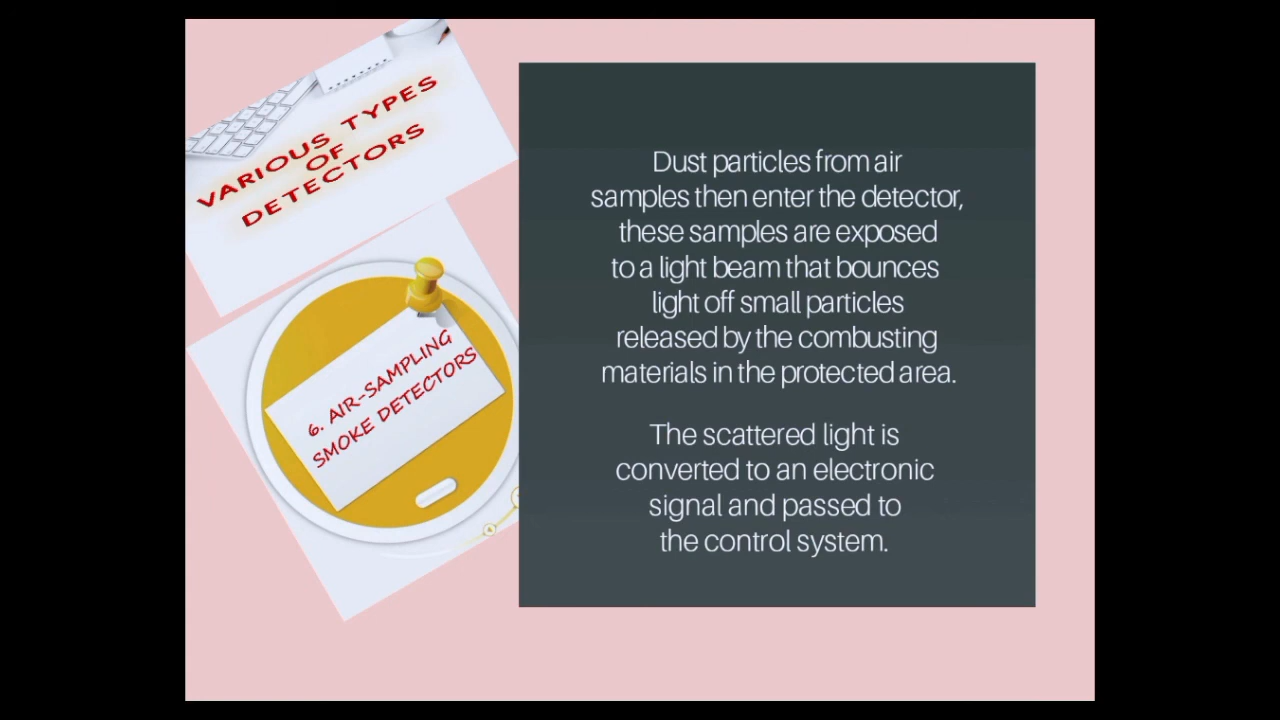 VARIOUS TYPES
OF
DETECTORS
6. AIR-SAMPLING
SMOKE DETECTORS
Dust particles from air
samples then enter the detector,
these samples are exposed
to a light beam that bounces
light off small particles
released by the combusting
materials in the protected area.
The scattered light is
converted to an electronic
signal and passed to
the control system.